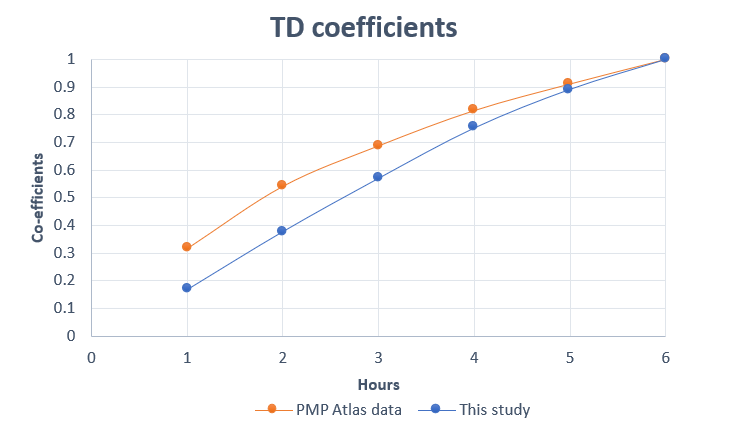 TD coefficients
1
0.9
0.8
0.7
0.6
0.5
0.4
0.3
0.2
0.1
0
Co-efficients
0 1 2 3 4 5 6
Hours
PMP Atlas data This study